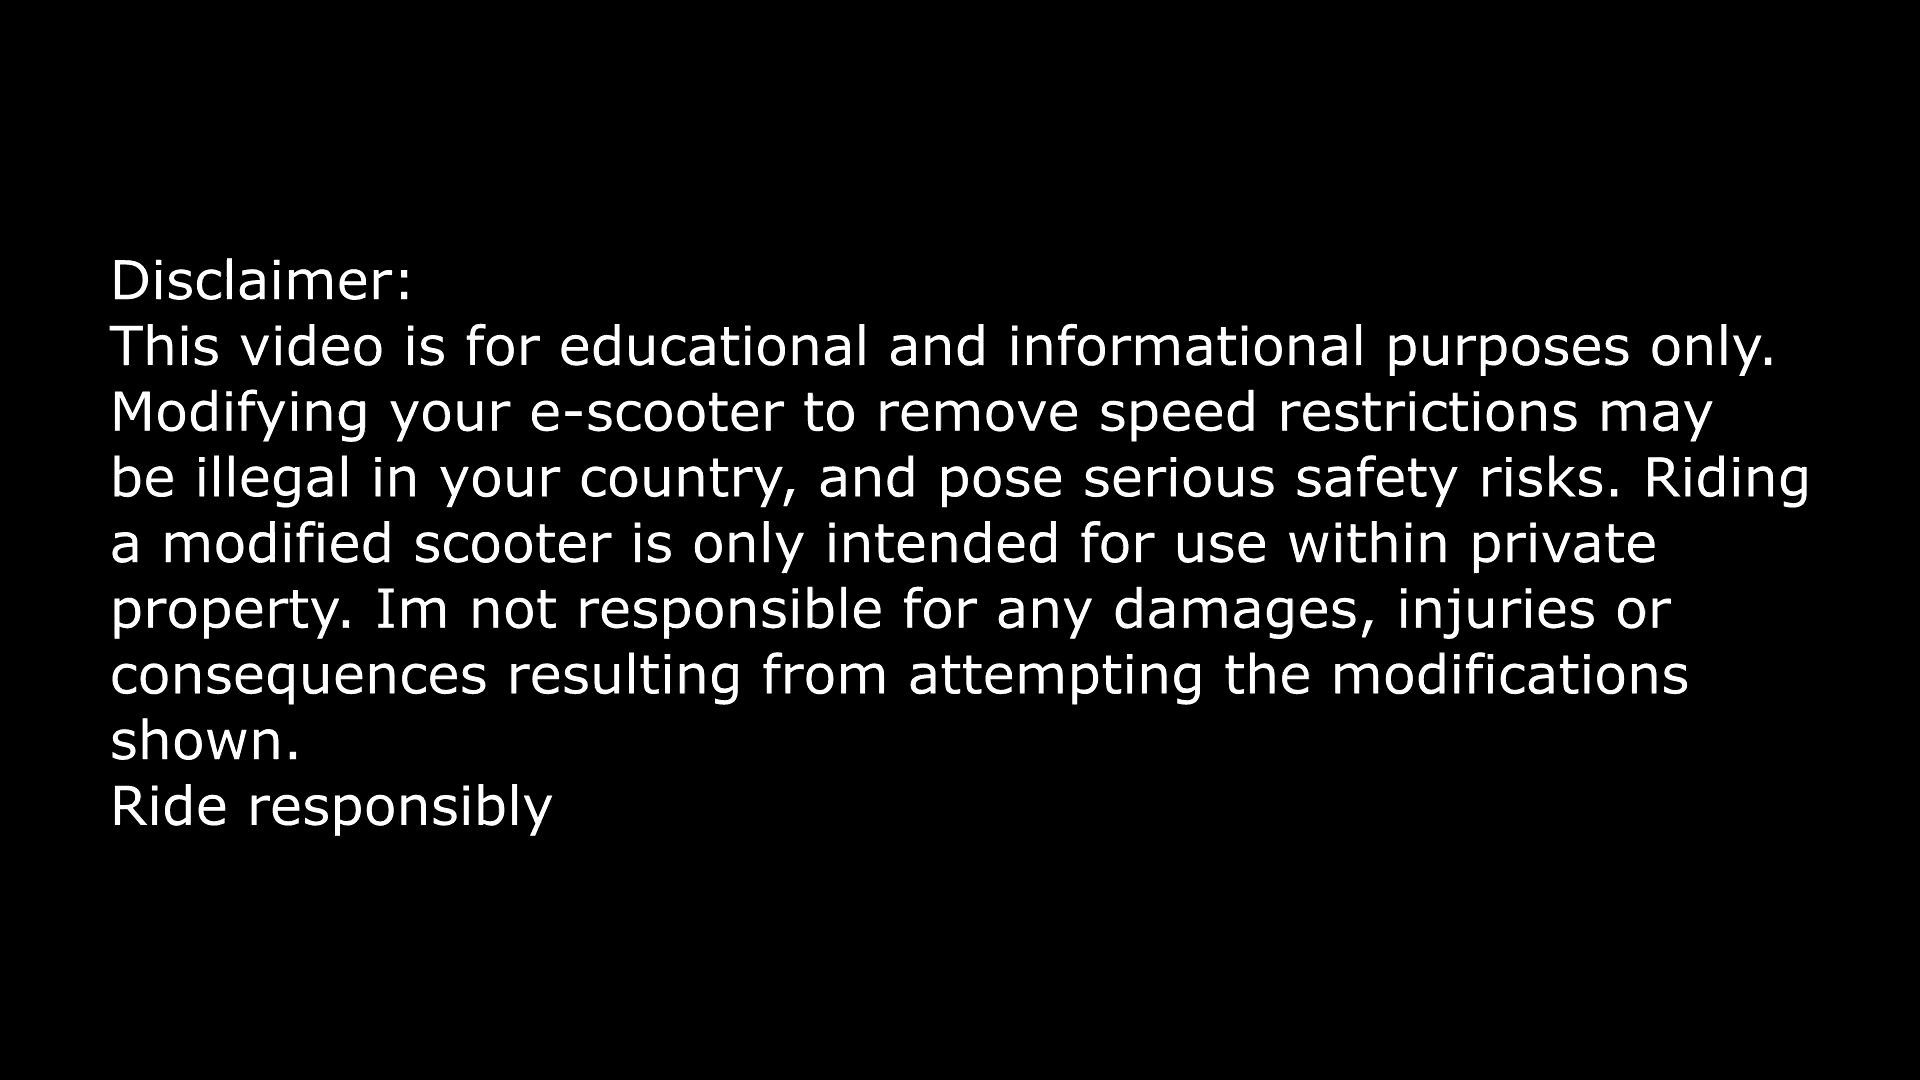 Disclaimer:
This video is for educational and informational purposes only.
Modifying your e-scooter to remove speed restrictions may
be illegal in your country, and pose serious safety risks. Riding
a modified scooter is only intended for use within private
property. Im not responsible for any damages, injuries or
consequences resulting from attempting the modifications
shown.
Ride responsibly